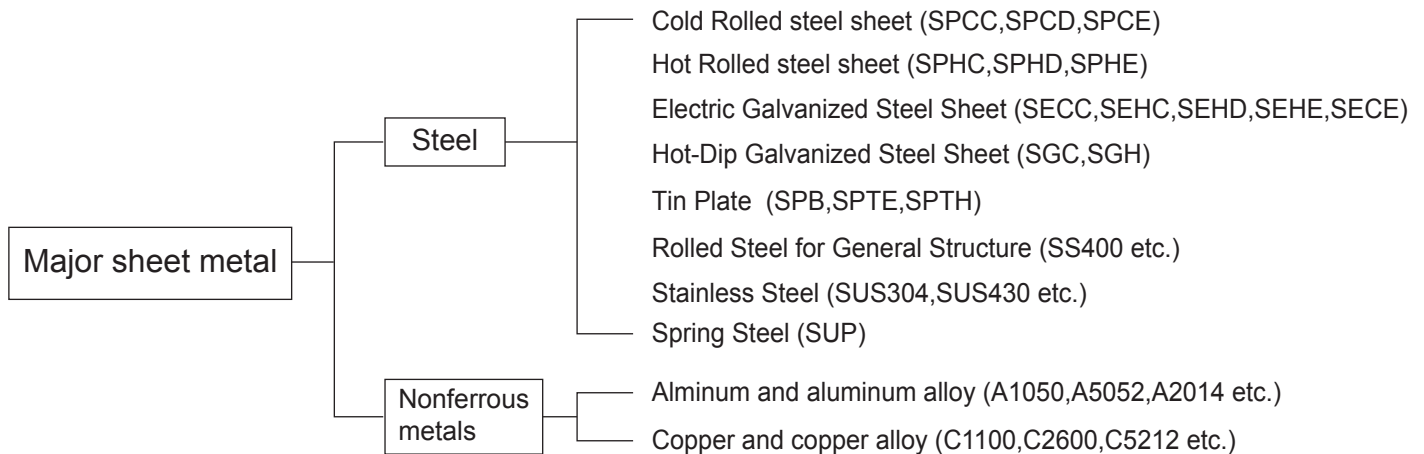 Major sheet metal
Steel
Cold Rolled steel sheet (SPCC,SPCD,SPCE)
Hot Rolled steel sheet (SPHC,SPHD,SPHE)
Electric Galvanized Steel Sheet (SECC,SEHC,SEHD,SEHE,SECE)
Hot-Dip Galvanized Steel Sheet (SGC,SGH)
Tin Plate  (SPB,SPTE,SPTH)
Rolled Steel for General Structure (SS400 etc.)
Stainless Steel (SUS304,SUS430 etc.)
Spring Steel (SUP)
Nonferrous
metals
Alminum and aluminum alloy (A1050,A5052,A2014 etc.)
Copper and copper alloy (C1100,C2600,C5212 etc.)